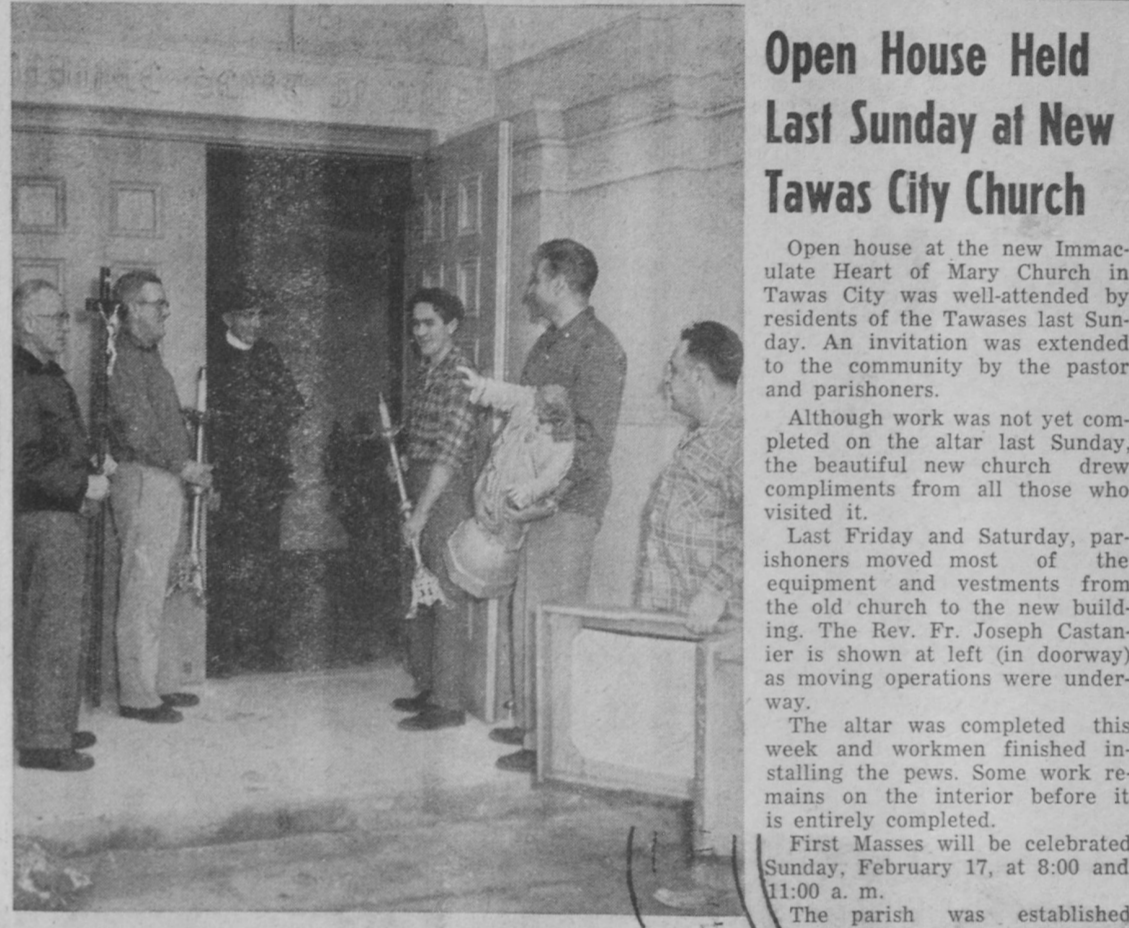 Open House Held
Last Sunday at New
Tawas City Church
Open house at the new Immac-
ulate Heart of Mary Church in
Tawas City was well-attended by
residents of the Tawases last Sun-
day. An invitation was extended
to the community by the pastor
and parishoners.
Although work was not yet com-
pleted on the altar last Sunday,
the beautiful new church drew
compliments from all those who
visited it.
Last Friday and Saturday, par-
ishoners moved most of the
equipment and vestments from
the old church to the new build-
ing. The Rev. Fr. Joseph Castan-
ier is shown at left (in doorway)
as moving operations were under-
way.
The altar was completed this
week and workmen finished in-
stalling the pews. Some work re-
mains on the interior before it
is entirely completed.
First Masses will be celebrated
Sunday, February 17, at 8:00 and
11:00 a. m.
The parish was established